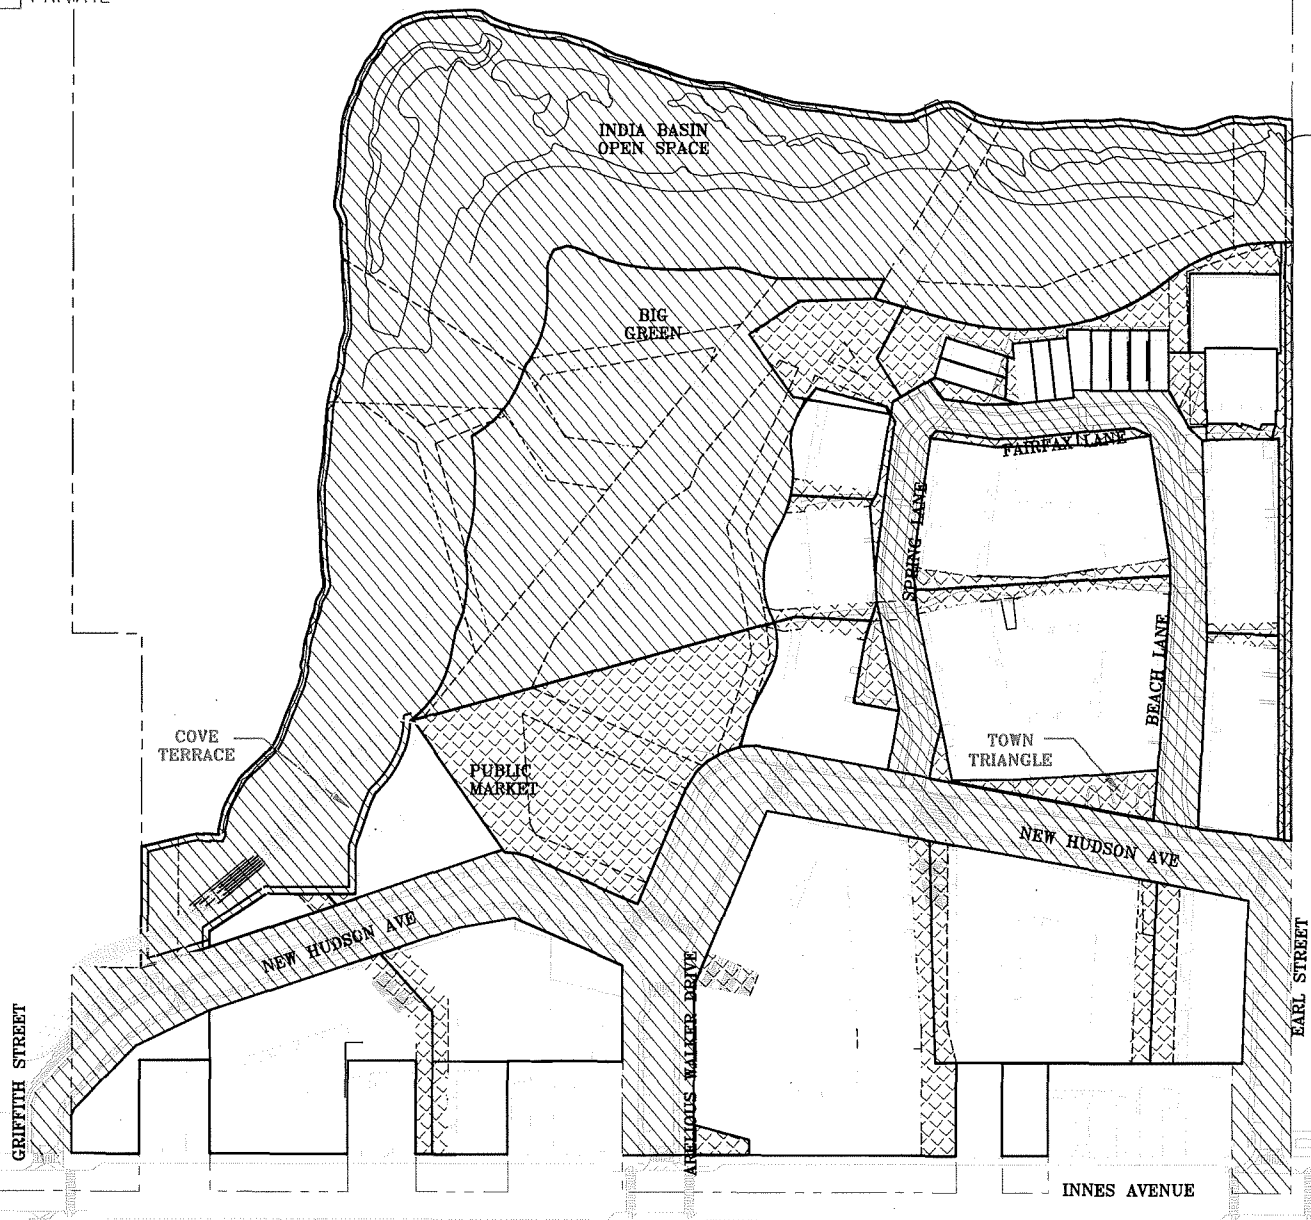 PRIVATE
INDIA BASIN
OPEN SPACE
BIG
GREEN
FAIRFAX LANE
SPRING LANE
BEACH LANE
COVE
TERRACE
PUBLIC
MARKET
TOWN
TRIANGLE
NEW HUDSON AVE
NEW HUDSON AVE
GRIFFITH STREET
ARELIOUS WALKER DRIVE
EARL STREET
INNES AVENUE